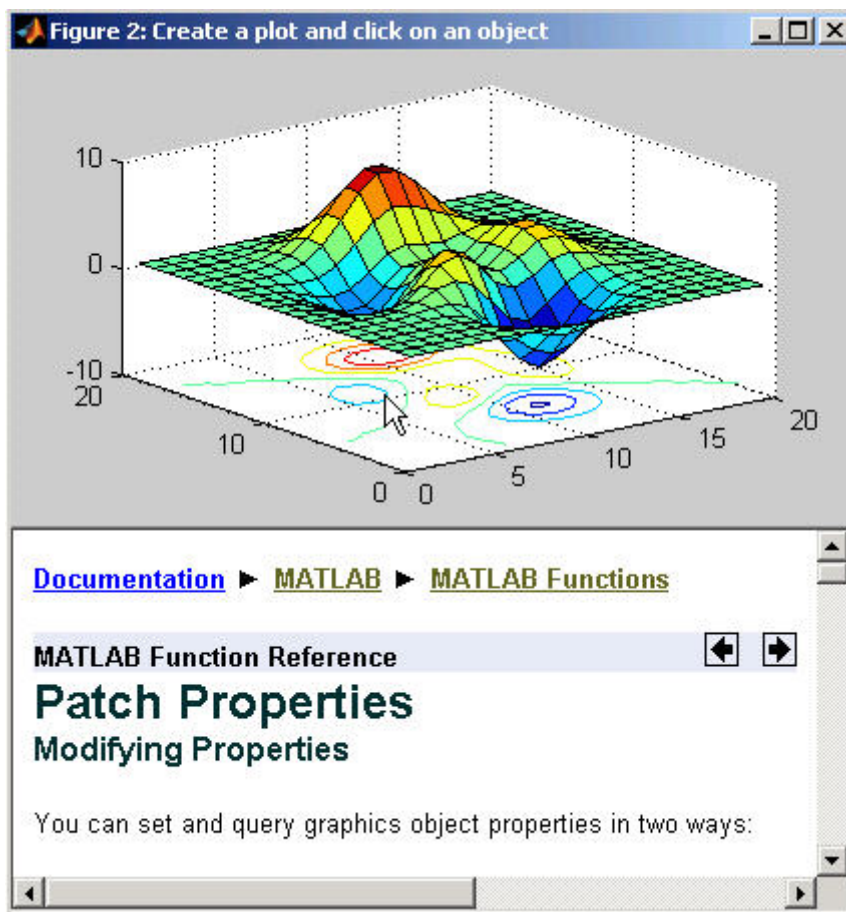 Figure 2: Create a plot and click on an object
10
0
-10
20
10
0
0
5
10
15
20
Documentation ► MATLAB ► MATLAB Functions
MATLAB Function Reference
Patch Properties
Modifying Properties
You can set and query graphics object properties in two ways: